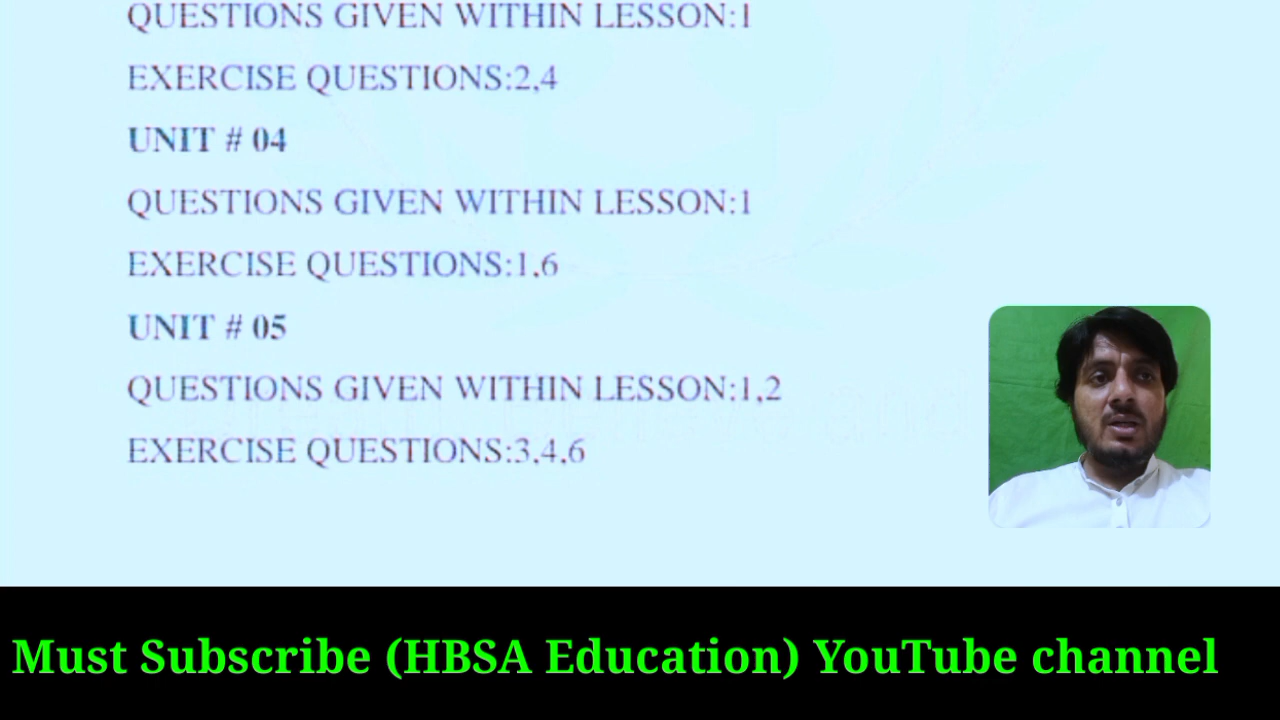 QUESTIONS GIVEN WITHIN LESSON:1
EXERCISE QUESTIONS:2,4
UNIT # 04
QUESTIONS GIVEN WITHIN LESSON:1
EXERCISE QUESTIONS:1,6
UNIT # 05
QUESTIONS GIVEN WITHIN LESSON:1,2
EXERCISE QUESTIONS:3,4,6
Must Subscribe (HBSA Education) YouTube channel